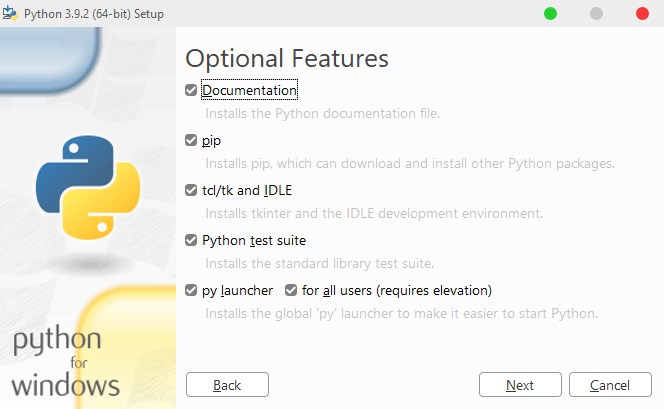 Python 3.9.2 (64-bit) Setup
Optional Features
Documentation
Installs the Python documentation file.
pip
Installs pip, which can download and install other Python packages.
tcl/tk and IDLE
Installs tkinter and the IDLE development environment.
Python test suite
Installs the standard library test suite.
py launcher for all users (requires elevation)
Installs the global 'py' launcher to make it easier to start Python.
python
for
windows
Back Next Cancel